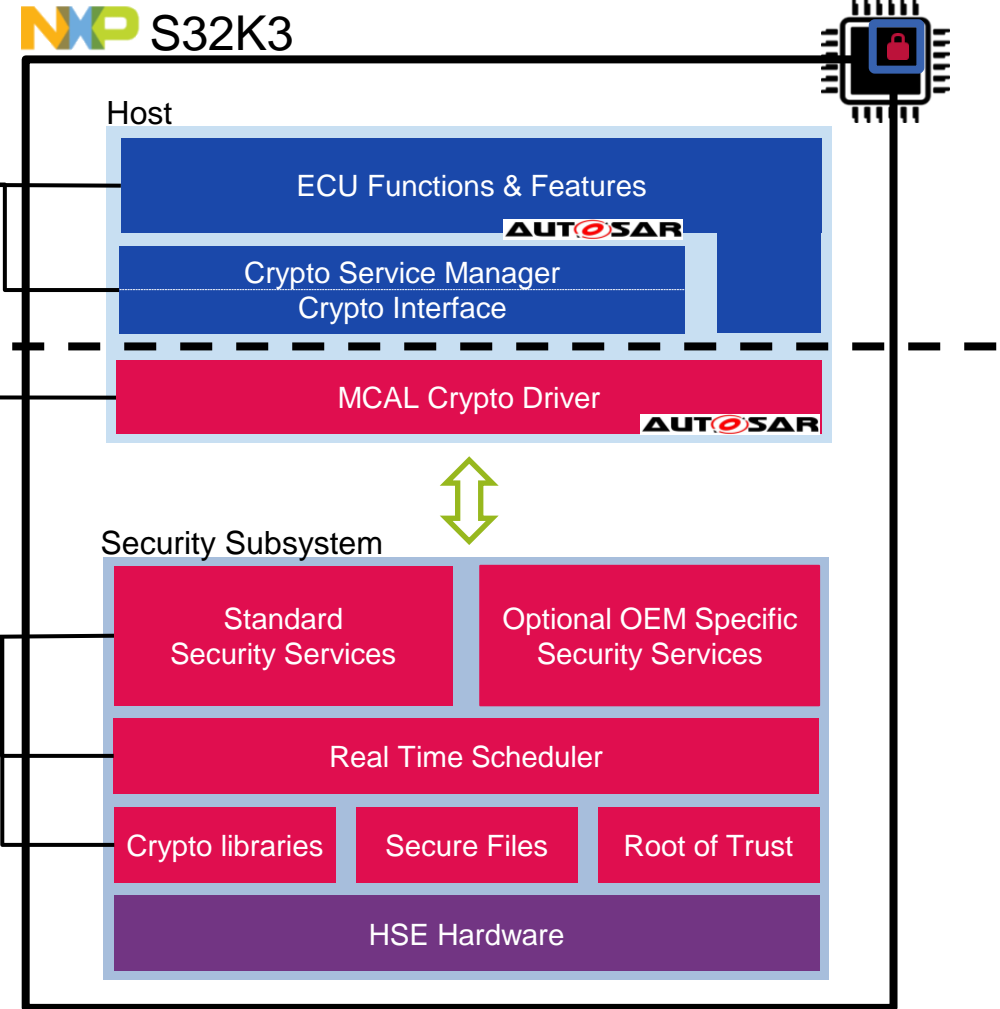 NXP S32K3
Host
ECU Functions & Features
AUTOSAR
Crypto Service Manager
Crypto Interface
MCAL Crypto Driver
AUTOSAR
Security Subsystem
Standard
Security Services
Optional OEM Specific
Security Services
Real Time Scheduler
Crypto libraries
Secure Files
Root of Trust
HSE Hardware